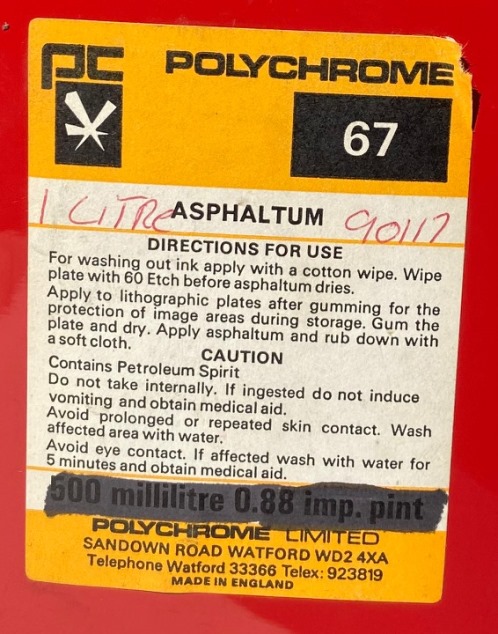 PC POLYCHROME
67
1 LITRE ASPHALTUM 90117
DIRECTIONS FOR USE
For washing out ink apply with a cotton wipe. Wipe
plate with 60 Etch before asphaltum dries.
Apply to lithographic plates after gumming for the
protection of image areas during storage. Gum the
plate and dry. Apply asphaltum and rub down with
a soft cloth.
CAUTION
Contains Petroleum Spirit
Do not take internally. If ingested do not induce
vomiting and obtain medical aid.
Avoid prolonged or repeated skin contact. Wash
affected area with water.
Avoid eye contact. If affected wash with water for
5 minutes and obtain medical aid.
500 millilitre 0.88 imp. pint
POLYCHROME LIMITED
SANDOWN ROAD WATFORD WD2 4XA
Telephone Watford 33366 Telex: 923819
MADE IN ENGLAND